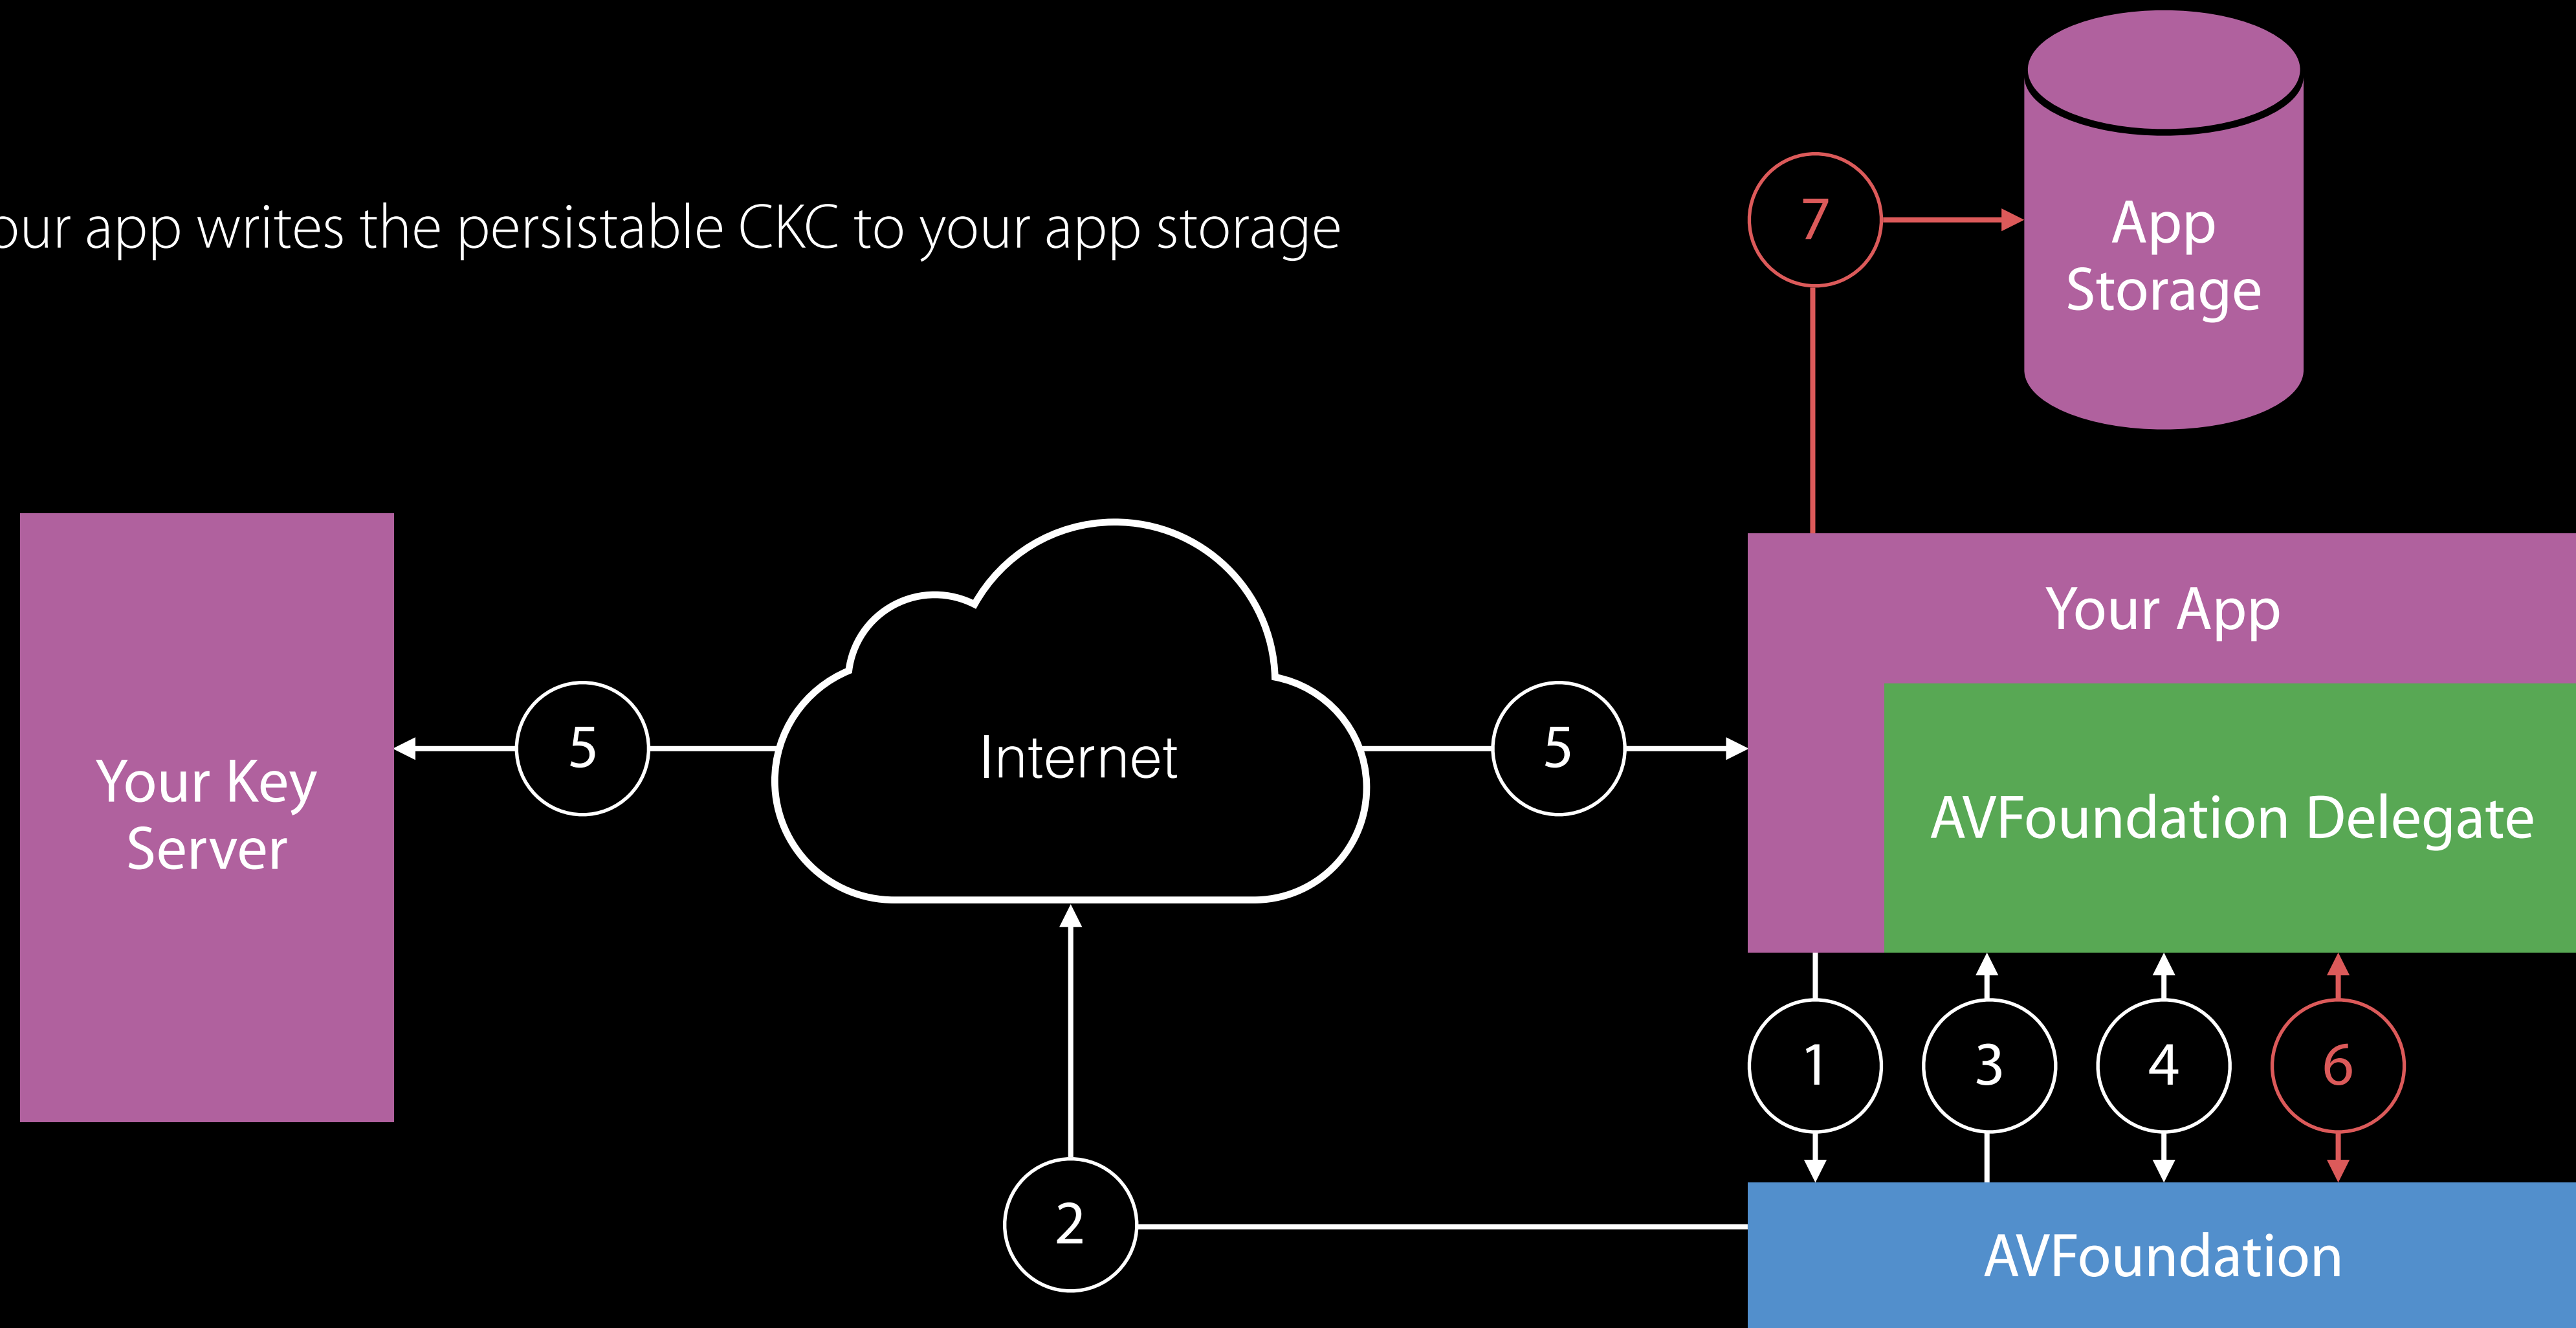 our app writes the persistable CKC to your app storage
7
App
Storage
Your App
5
Internet
5
Your Key
Server
AVFoundation Delegate
1
3
4
6
2
AVFoundation